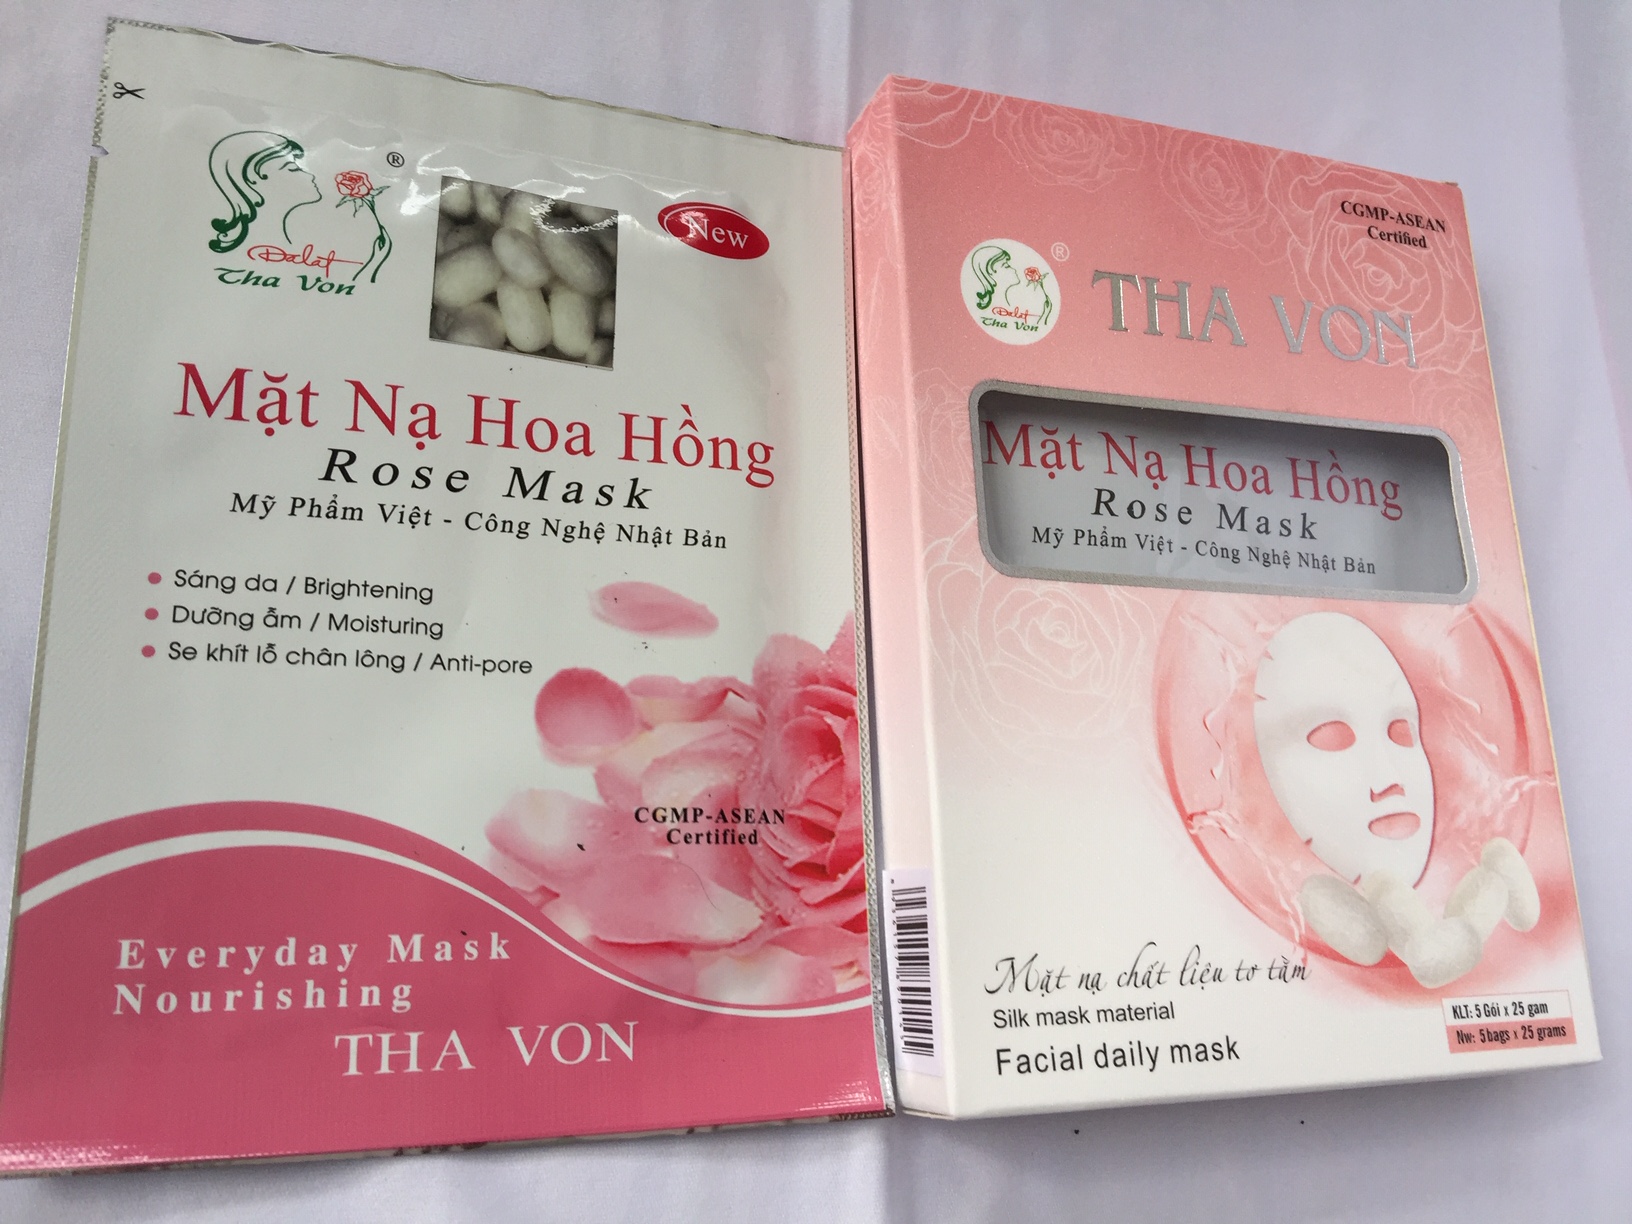 ®
Dalat
Tha Von
New
Mặt Nạ Hoa Hồng
Rose Mask
Mỹ Phẩm Việt - Công Nghệ Nhật Bản
Sáng da / Brightening
Dưỡng ẫm / Moisturing
Se khít lỗ chân lông / Anti-pore
CGMP-ASEAN
Certified
Everyday Mask
Nourishing
THA VON
CGMP-ASEAN
Certified
®
Dalat
Tha Von
THA VON
Mặt Nạ Hoa Hồng
Rose Mask
Mỹ Phẩm Việt - Công Nghệ Nhật Bản
Mặt nạ chất liệu tơ tằm
Silk mask material
Facial daily mask
KLT: 5 Gói x 25 gam
Nw: 5 bags x 25 grams